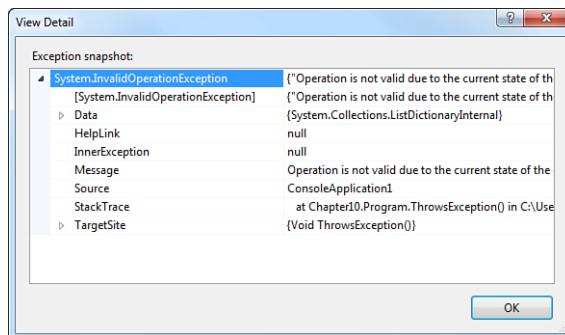 View Detail
?
Exception snapshot:
System.InvalidOperationException {"Operation is not valid due to the current state of th
[System.InvalidOperationException] {"Operation is not valid due to the current state of th
Data {System.Collections.ListDictionaryInternal}
HelpLink null
InnerException null
Message Operation is not valid due to the current state of the
Source ConsoleApplication1
StackTrace at Chapter10.Program.ThrowsException() in C:\Use
TargetSite {Void ThrowsException()}
OK